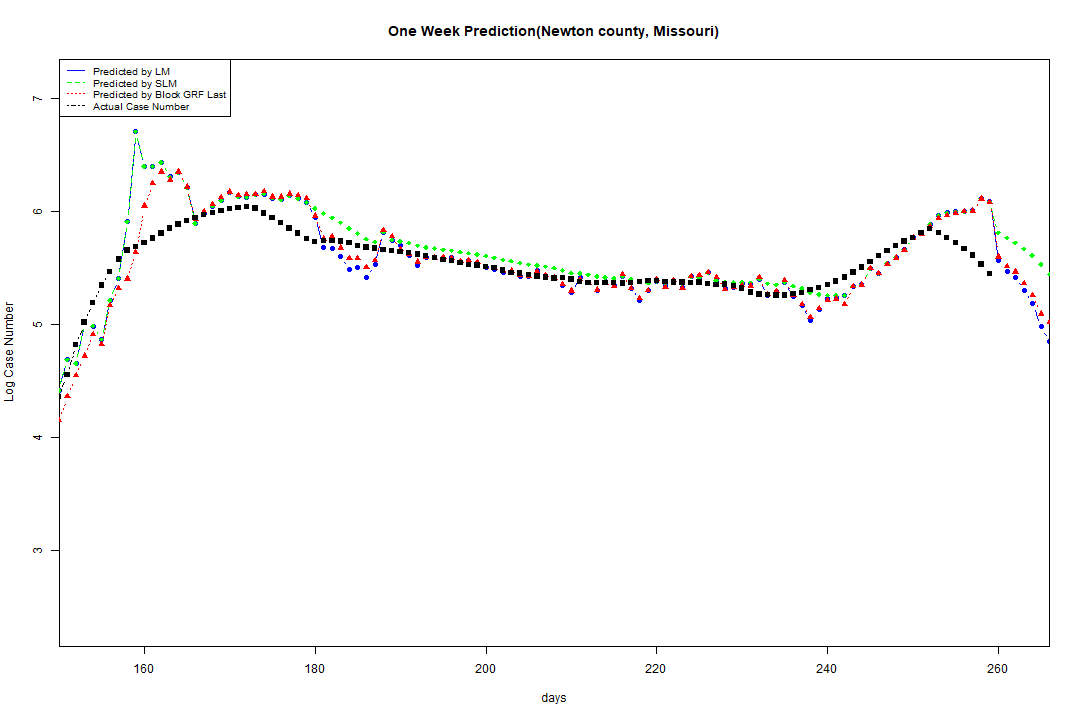 One Week Prediction(Newton county, Missouri)
Predicted by LM
Predicted by SLM
Predicted by Block GRF Last
Actual Case Number
7
6
5
4
3
Log Case Number
160 180 200 220 240 260
days